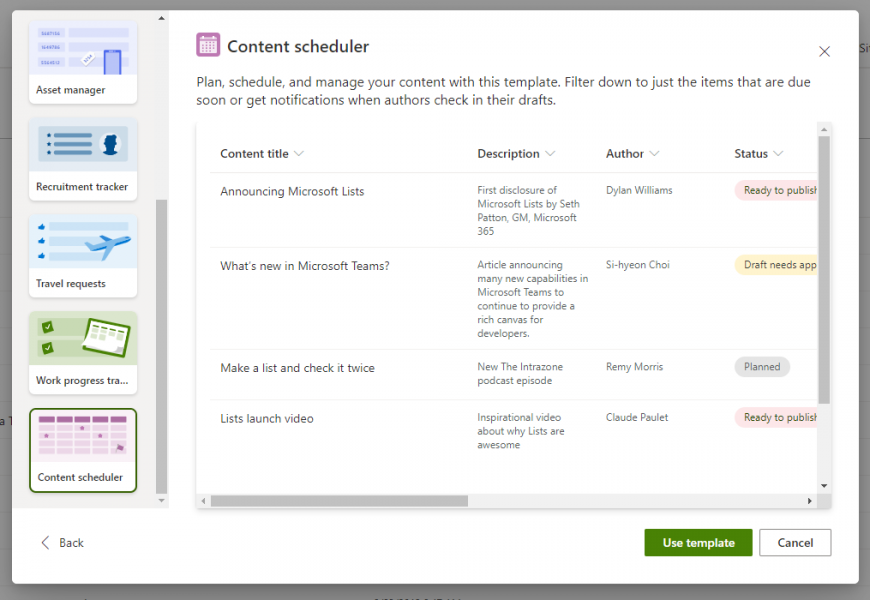 Asset manager
Recruitment tracker
Travel requests
Work progress tra...
Content scheduler
Back
Content scheduler
Plan, schedule, and manage your content with this template. Filter down to just the items that are due
soon or get notifications when authors check in their drafts.
Content title Description Author Status
Announcing Microsoft Lists
First disclosure of
Microsoft Lists by Seth
Patton, GM, Microsoft
365
Dylan Williams
Ready to publish
What's new in Microsoft Teams?
Article announcing
many new capabilities in
Microsoft Teams to
continue to provide a
rich canvas for
developers.
Si-hyeon Choi
Draft needs app
Make a list and check it twice
New The Intrazone
podcast episode
Remy Morris
Planned
Lists launch video
Inspirational video
about why Lists are
awesome
Claude Paulet
Ready to publish
Use template
Cancel